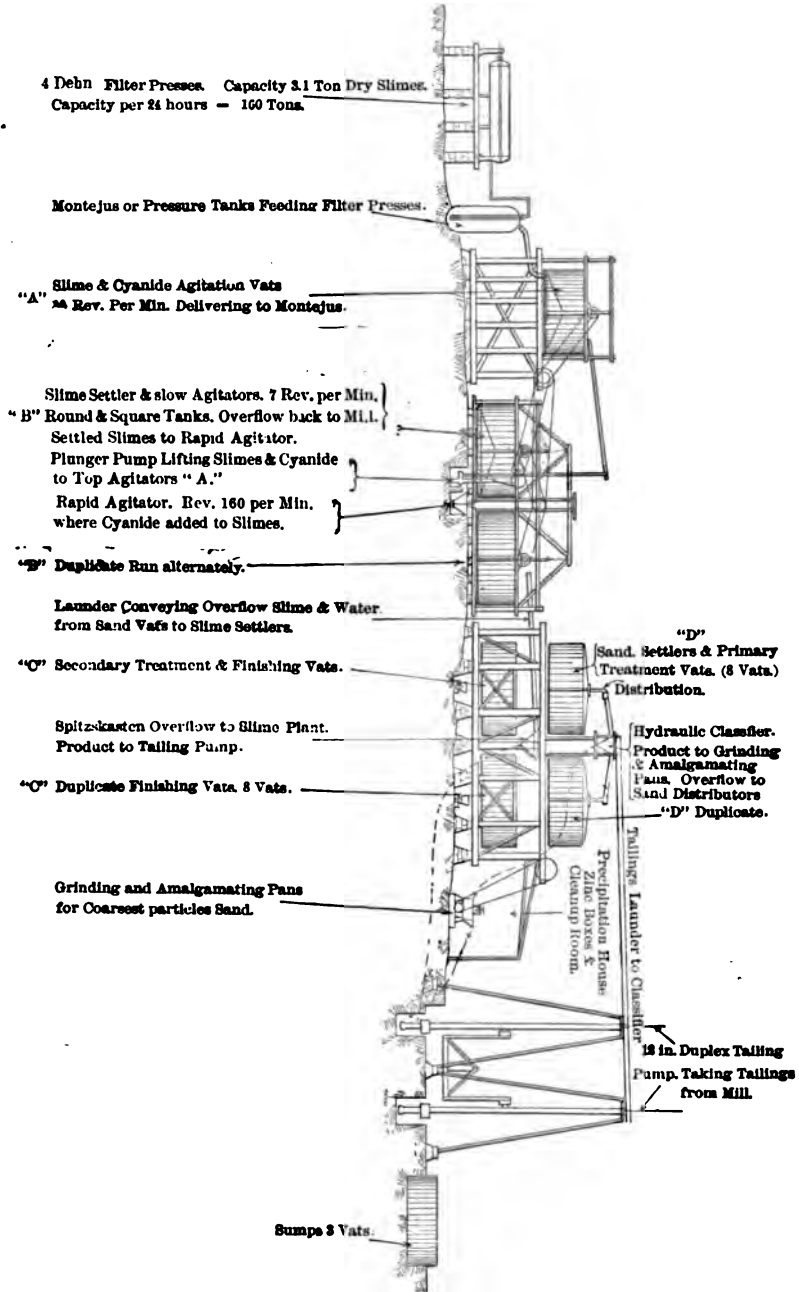 4 Dehn Filter Presses. Capacity 3.1 Ton Dry Slimes.
Capacity per 24 hours = 160 Tons.
Montejus or Pressure Tanks Feeding Filter Presses.
"A" Slime & Cyanide Agitation Vats
Rev. Per Min. Delivering to Montejus.
Slime Settler & slow Agitators. 7 Rev. per Min.
"B" Round & Square Tanks. Overflow back to Mill.
Settled Slimes to Rapid Agitator.
Plunger Pump Lifting Slimes & Cyanide
to Top Agitators "A."
Rapid Agitator. Rev. 160 per Min.
where Cyanide added to Slimes.
"B" Duplicate Run alternately.
Launder Conveying Overflow Slime & Water
from Sand Vats to Slime Settlers.
"C" Secondary Treatment & Finishing Vats.
Spitzskasten Overflow to Slime Plant.
Product to Tailing Pump.
"C" Duplicate Finishing Vats. 8 Vats.
Grinding and Amalgamating Pans
for Coarsest particles Sand.
Sumps 3 Vats.
"D"
Sand. Settlers & Primary
Treatment Vats. (8 Vats.)
Distribution.
Hydraulic Classfier.
Product to Grinding
& Amalgamating
Pans. Overflow to
Sand Distributors
"D" Duplicate.
Tailings Launder to Classifier
Precipitation House
Zinc Boxes &
Cleanup Room.
12 in. Duplex Tailing
Pump. Taking Tailings
from Mill.